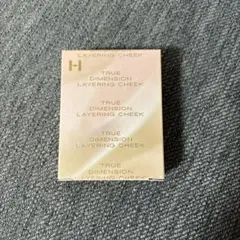 LAYERING CHEEK
H
TRUE
DIMENSION
LAYERING CHEEK
TRUE
DIMENSION
LAYERING CHEEK
TRUE
DIMENSION
LAYERING CHEEK
TRUE
DIMENSION